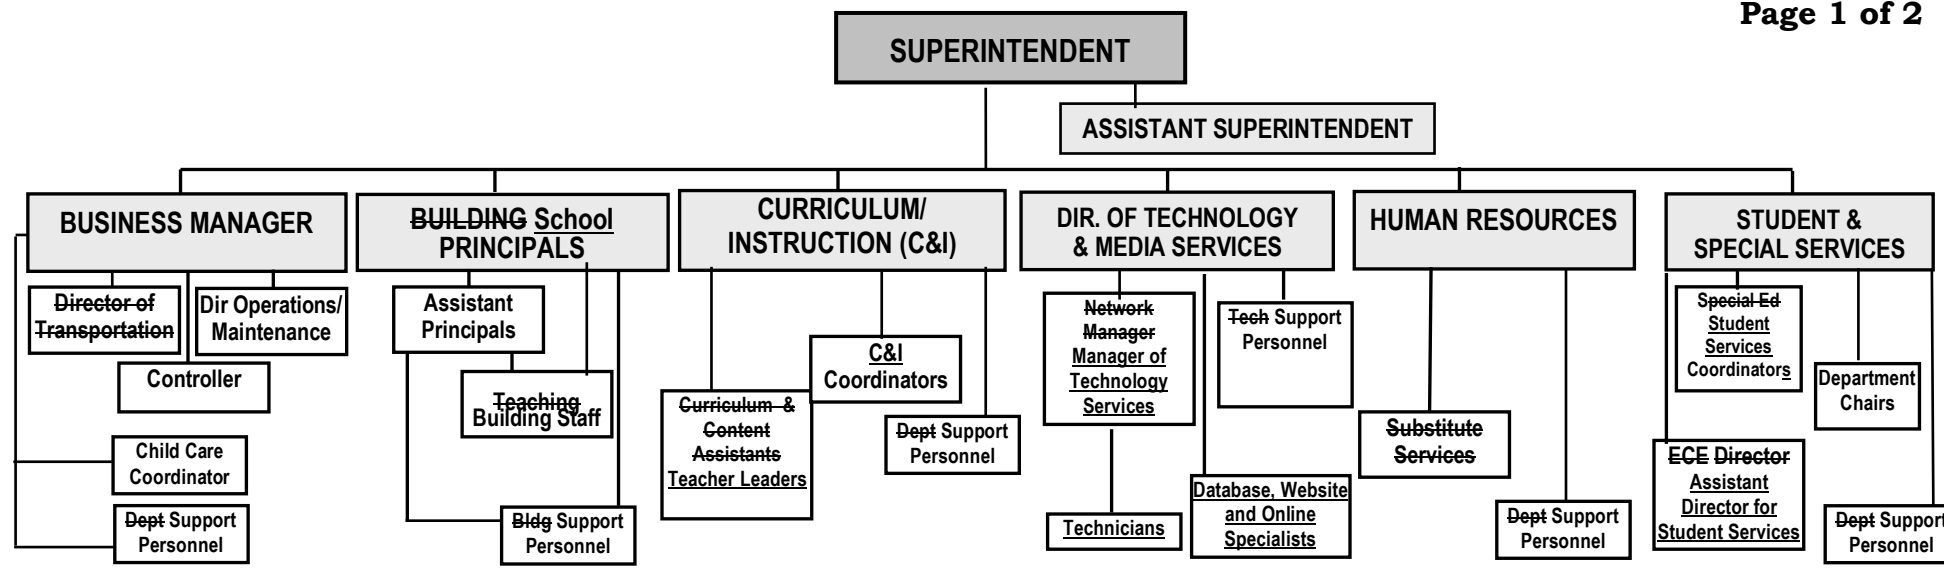 Page 1 of 2
SUPERINTENDENT
ASSISTANT SUPERINTENDENT
BUSINESS MANAGER
Director of
Transportation
Dir Operations/
Maintenance
Controller
Child Care
Coordinator
Dept Support
Personnel
BUILDING School
PRINCIPALS
Assistant
Principals
Teaching
Building Staff
Bldg Support
Personnel
CURRICULUM/
INSTRUCTION (C&I)
C&I
Coordinators
Curriculum &
Content
Assistants
Teacher Leaders
Dept Support
Personnel
DIR. OF TECHNOLOGY
& MEDIA SERVICES
Network
Manager
Manager of
Technology
Services
Tech Support
Personnel
Technicians
Database, Website
and Online
Specialists
HUMAN RESOURCES
Substitute
Services
Dept Support
Personnel
STUDENT &
SPECIAL SERVICES
Special Ed
Student
Services
Coordinators
Department
Chairs
ECE Director
Assistant
Director for
Student Services
Dept Support
Personnel